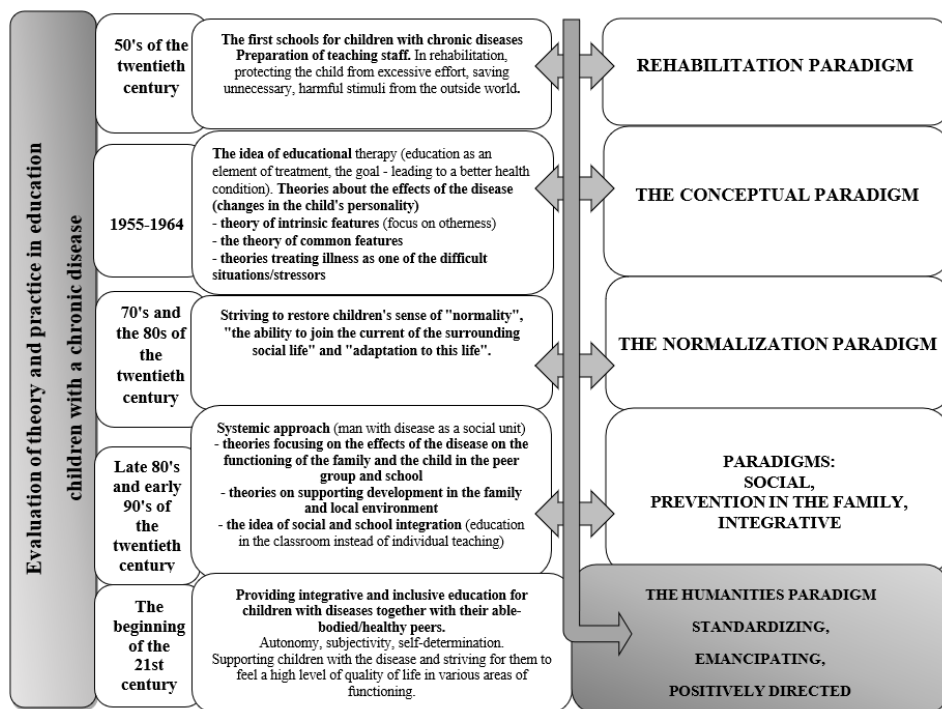 Evaluation of theory and practice in education
children with a chronic disease
50's of the
twentieth
century
The first schools for children with chronic diseases
Preparation of teaching staff. In rehabilitation,
protecting the child from excessive effort, saving
unnecessary, harmful stimuli from the outside world.
REHABILITATION PARADIGM
1955-1964
The idea of educational therapy (education as an
element of treatment, the goal - leading to a better health
condition). Theories about the effects of the disease
(changes in the child's personality)
- theory of intrinsic features (focus on otherness)
- the theory of common features
- theories treating illness as one of the difficult
situations/stressors
THE CONCEPTUAL PARADIGM
70's and
the 80s of
the
twentieth
century
Striving to restore children's sense of "normality",
"the ability to join the current of the surrounding
social life" and "adaptation to this life".
THE NORMALIZATION PARADIGM
Late 80's
and early
90's of
the
twentieth
century
Systemic approach (man with disease as a social unit)
- theories focusing on the effects of the disease on the
functioning of the family and the child in the peer
group and school
- theories on supporting development in the family
and local environment
- the idea of social and school integration (education
in the classroom instead of individual teaching)
PARADIGMS:
SOCIAL,
PREVENTION IN THE FAMILY,
INTEGRATIVE
The
beginning
of the
21st
century
Providing integrative and inclusive education for
children with diseases together with their able-
bodied/healthy peers.
Autonomy, subjectivity, self-determination.
Supporting children with the disease and striving for them to
feel a high level of quality of life in various areas of
functioning.
THE HUMANITIES PARADIGM
STANDARDIZING,
EMANCIPATING,
POSITIVELY DIRECTED